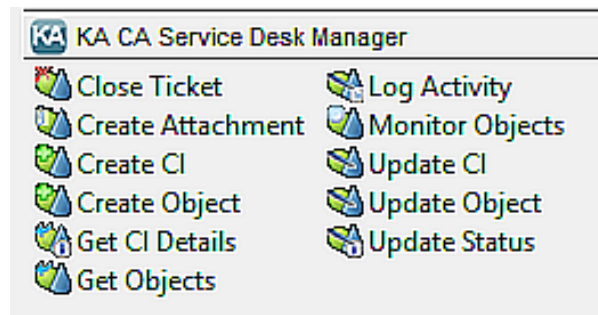 KA KA CA Service Desk Manager
Close Ticket
Create Attachment
Create CI
Create Object
Get CI Details
Get Objects
Log Activity
Monitor Objects
Update CI
Update Object
Update Status